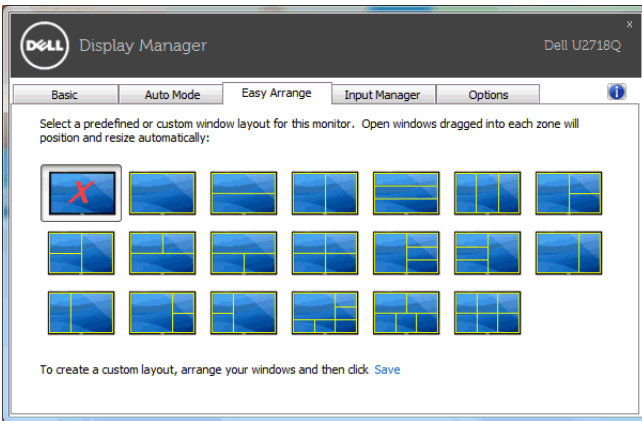 x
DELL Display Manager Dell U2718Q
Basic Auto Mode Easy Arrange Input Manager Options i
Select a predefined or custom window layout for this monitor. Open windows dragged into each zone will
position and resize automatically:
X
To create a custom layout, arrange your windows and then click Save